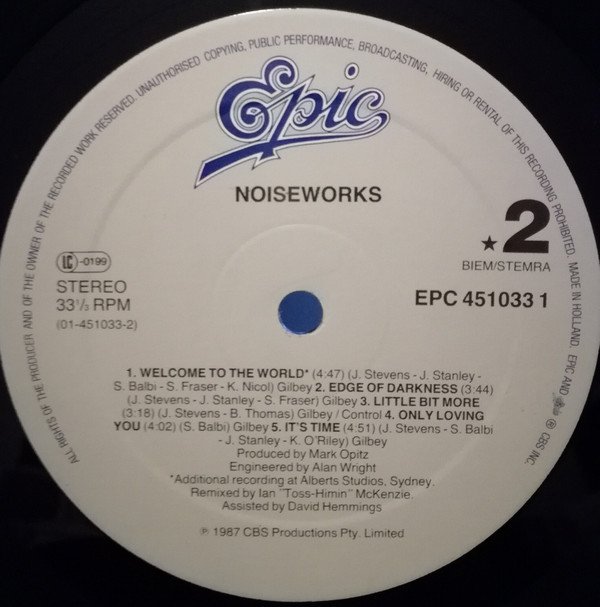 ALL RIGHTS OF THE PRODUCER AND OF THE OWNER OF THE RECORDED WORK RESERVED. UNAUTHORISED COPYING, PUBLIC PERFORMANCE, BROADCASTING, HIRING OR RENTAL OF THIS RECORDING PROHIBITED. MADE IN HOLLAND. EPIC AND ® CBS INC.
Epic
NOISEWORKS
LC-0199
STEREO
33 1/3 RPM
(01-451033-2)
★2
BIEM/STEMRA
EPC 451033 1
1. WELCOME TO THE WORLD* (4:47) (J. Stevens - J. Stanley -
S. Balbi - S. Fraser - K. Nicol) Gilbey 2. EDGE OF DARKNESS (3:44)
(J. Stevens - J. Stanley - S. Fraser) Gilbey 3. LITTLE BIT MORE
(3:18) (J. Stevens - B. Thomas) Gilbey / Control 4. ONLY LOVING
YOU (4:02) (S. Balbi) Gilbey 5. IT'S TIME (4:51) (J. Stevens - S. Balbi
- J. Stanley - K. O'Riley) Gilbey
Produced by Mark Opitz
Engineered by Alan Wright
*Additional recording at Alberts Studios, Sydney.
Remixed by Ian "Toss-Himin" McKenzie.
Assisted by David Hemmings
℗ 1987 CBS Productions Pty. Limited